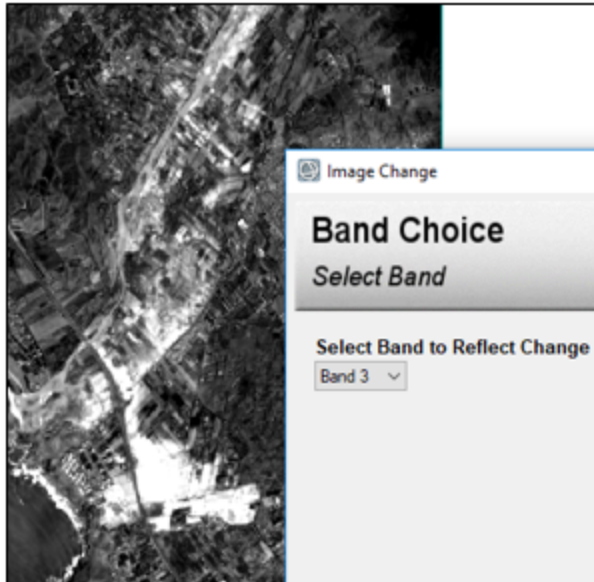 Image Change
Band Choice
Select Band
Select Band to Reflect Change
Band 3